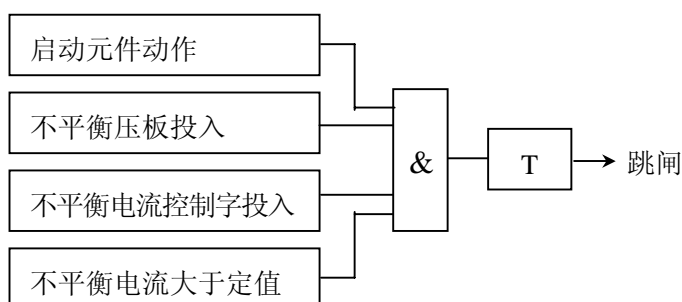 启动元件动作
不平衡压板投入
不平衡电流控制字投入
不平衡电流大于定值
&
T
跳闸